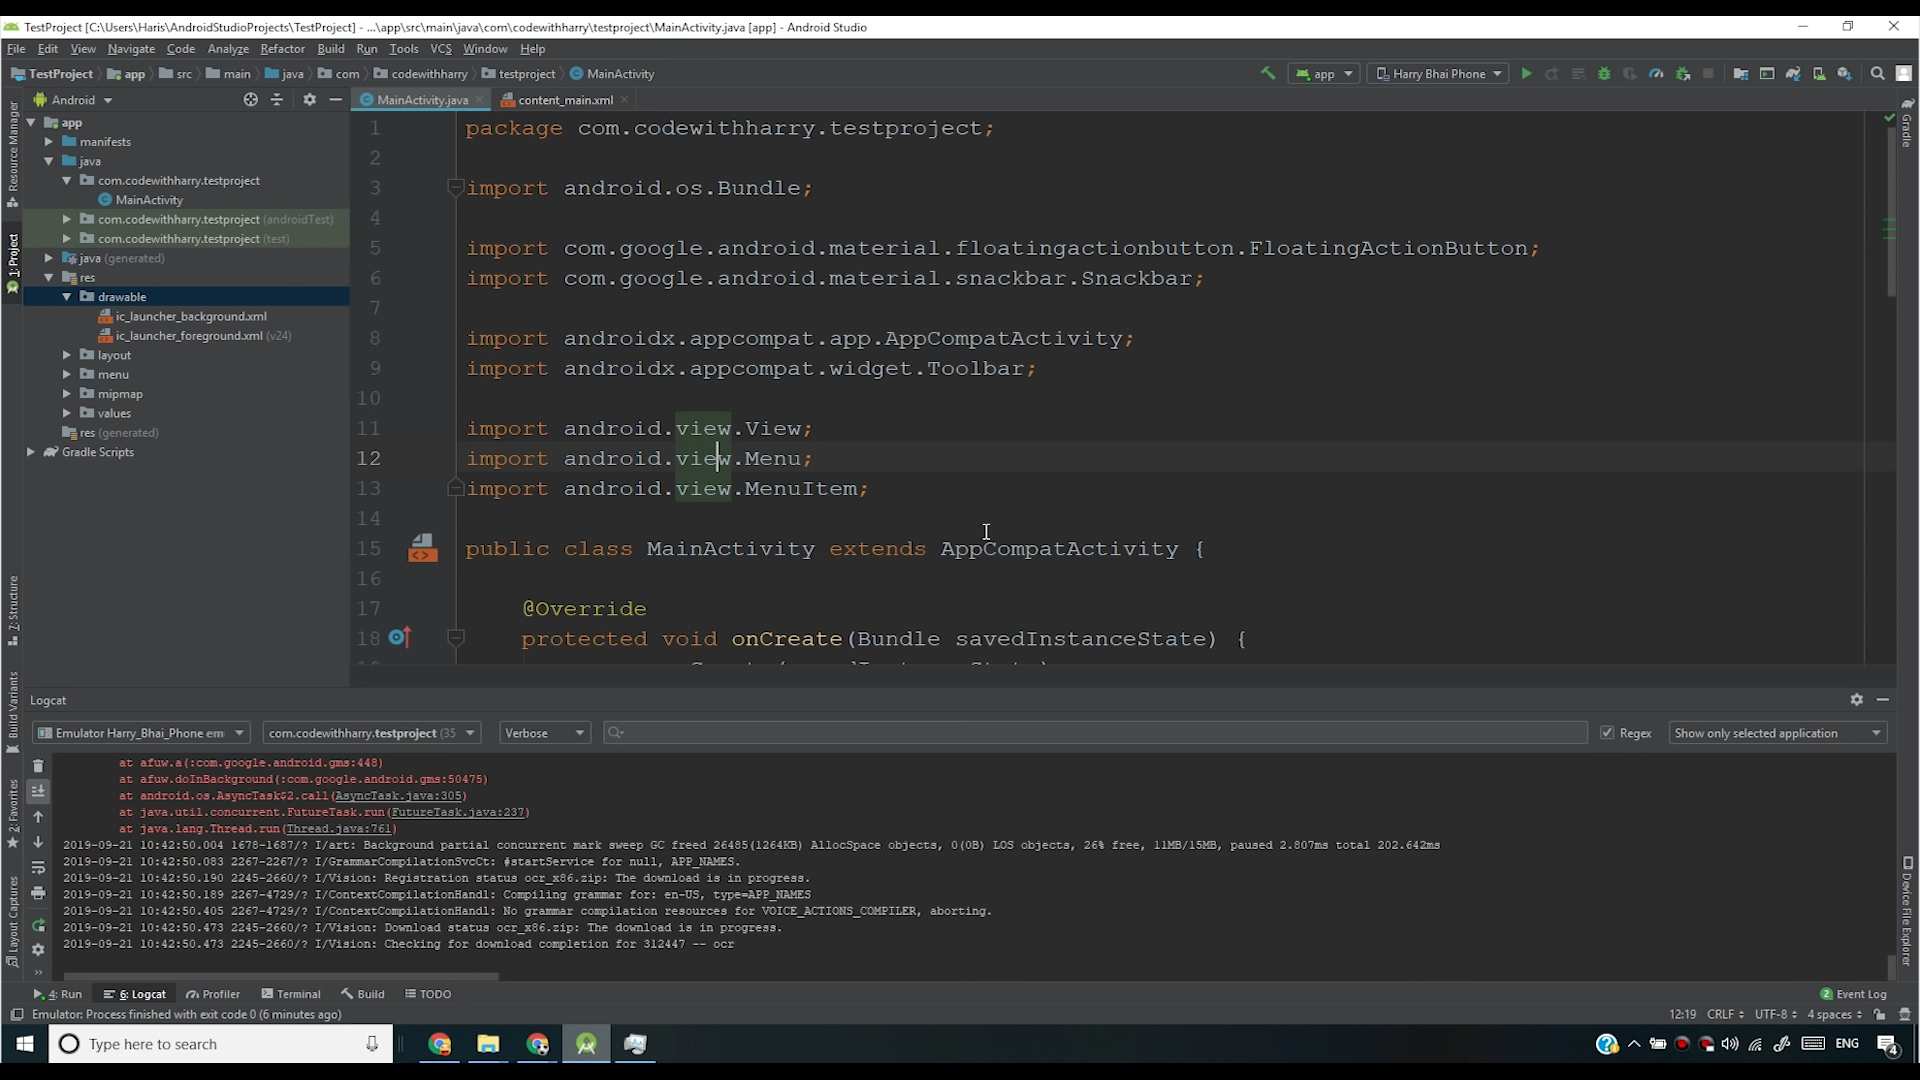 TestProject [C:\Users\Haris\AndroidStudioProjects\TestProject] - ...\app\src\main\java\com\codewithharry\testproject\MainActivity.java [app] - Android Studio
File Edit View Navigate Code Analyze Refactor Build Run Tools VCS Window Help
TestProject app src main java com codewithharry testproject MainActivity app Harry Bhai Phone
Android
MainActivity.java content_main.xml
app
manifests
java
com.codewithharry.testproject
MainActivity
com.codewithharry.testproject (androidTest)
com.codewithharry.testproject (test)
java (generated)
res
drawable
ic_launcher_background.xml
ic_launcher_foreground.xml (v24)
layout
menu
mipmap
values
res (generated)
Gradle Scripts
Resource Manager
1: Project
Z: Structure
Build Variants
2: Favorites
Layout Captures
1 package com.codewithharry.testproject;
2
3 import android.os.Bundle;
4
5 import com.google.android.material.floatingactionbutton.FloatingActionButton;
6 import com.google.android.material.snackbar.Snackbar;
7
8 import androidx.appcompat.app.AppCompatActivity;
9 import androidx.appcompat.widget.Toolbar;
10
11 import android.view.View;
12 import android.view.Menu;
13 import android.view.MenuItem;
14
15 public class MainActivity extends AppCompatActivity {
16
17 @Override
18 protected void onCreate(Bundle savedInstanceState) {
Gradle
Device File Explorer
Logcat
Emulator Harry_Bhai_Phone em com.codewithharry.testproject (35 Verbose Regex Show only selected application
at afuw.a(:com.google.android.gms:448)
at afuw.doInBackground(:com.google.android.gms:50475)
at android.os.AsyncTask$2.call(AsyncTask.java:305)
at java.util.concurrent.FutureTask.run(FutureTask.java:237)
at java.lang.Thread.run(Thread.java:761)
2019-09-21 10:42:50.004 1678-1687/? I/art: Background partial concurrent mark sweep GC freed 26485(1264KB) AllocSpace objects, 0(0B) LOS objects, 26% free, 11MB/15MB, paused 2.807ms total 202.642ms
2019-09-21 10:42:50.083 2267-2267/? I/GrammarCompilationSvcCt: #startService for null, APP_NAMES.
2019-09-21 10:42:50.190 2245-2660/? I/Vision: Registration status ocr_x86.zip: The download is in progress.
2019-09-21 10:42:50.189 2267-4729/? I/ContextCompilationHandl: Compiling grammar for: en-US, type=APP_NAMES
2019-09-21 10:42:50.405 2267-4729/? I/ContextCompilationHandl: No grammar compilation resources for VOICE_ACTIONS_COMPILER, aborting.
2019-09-21 10:42:50.473 2245-2660/? I/Vision: Download status ocr_x86.zip: The download is in progress.
2019-09-21 10:42:50.473 2245-2660/? I/Vision: Checking for download completion for 312447 -- ocr
4: Run 6: Logcat Profiler Terminal Build TODO 2 Event Log
Emulator: Process finished with exit code 0 (6 minutes ago) 12:19 CRLF UTF-8 4 spaces
Type here to search ENG 4